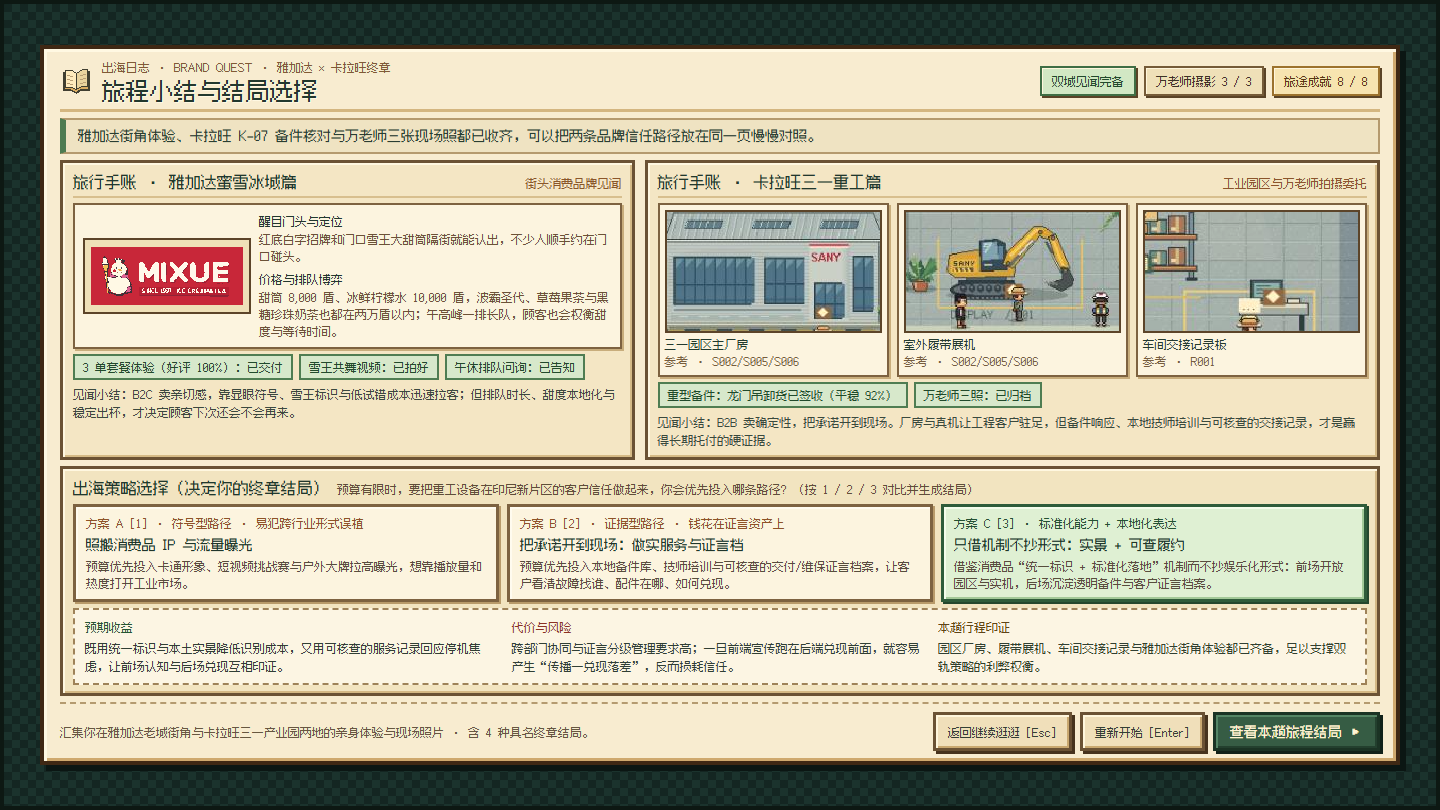 出海日志 · BRAND QUEST · 雅加达 × 卡拉旺终章
旅程小结与结局选择
双城见闻完备
万老师摄影 3 / 3
旅途成就 8 / 8
雅加达街角体验、卡拉旺 K-07 备件核对与万老师三张现场照都已收齐，可以把两条品牌信任路径放在同一页慢慢对照。
旅行手账 · 雅加达蜜雪冰城篇
街头消费品牌见闻
MIXUE
醒目门头与定位
红底白字招牌和门口雪王大甜筒隔街就能认出，不少人顺手约在门
口碰头。
价格与排队博弈
甜筒 8,000 盾、冰鲜柠檬水 10,000 盾，波霸圣代、草莓果茶与黑
糖珍珠奶茶也都在两万盾以内；午高峰一排长队，顾客也会权衡甜
度与等待时间。
3 单套餐体验（好评 100%）：已交付
雪王共舞视频：已拍好
午休排队问询：已告知
见闻小结：B2C 卖亲切感，靠显眼符号、雪王标识与低试错成本迅速拉客；但排队时长、甜度本地化与
稳定出杯，才决定顾客下次还会不会再来。
旅行手账 · 卡拉旺三一重工篇
工业园区与万老师拍摄委托
SANY
三一园区主厂房
参考 · S002/S005/S006
SANY
室外履带展机
参考 · S002/S005/S006
车间交接记录板
参考 · R001
重型备件：龙门吊卸货已签收（平稳 92%）
万老师三照：已归档
见闻小结：B2B 卖确定性，把承诺开到现场。厂房与真机让工程客户驻足，但备件响应、本地技师培训与可核查的交接记录，才是赢
得长期托付的硬证据。
出海策略选择（决定你的终章结局）
预算有限时，要把重工设备在印尼新片区的客户信任做起来，你会优先投入哪条路径？（按 1 / 2 / 3 对比并生成结局）
方案 A [1] · 符号型路径 · 易犯跨行业形式误植
照搬消费品 IP 与流量曝光
预算优先投入卡通形象、短视频挑战赛与户外大牌拉高曝光，想靠播放量和
热度打开工业市场。
方案 B [2] · 证据型路径 · 钱花在证言资产上
把承诺开到现场：做实服务与证言档
预算优先投入本地备件库、技师培训与可核查的交付/维保证言档案，让客
户看清故障找谁、配件在哪、如何兑现。
方案 C [3] · 标准化能力 + 本地化表达
只借机制不抄形式：实景 + 可查履约
借鉴消费品“统一标识 + 标准化落地”机制而不抄娱乐化形式：前场开放
园区与实机，后场沉淀透明备件与客户证言档案。
预期收益
既用统一标识与本土实景降低识别成本，又用可核查的服务记录回应停机焦
虑，让前场认知与后场兑现互相印证。
代价与风险
跨部门协同与证言分级管理要求高；一旦前端宣传跑在后端兑现前面，就容易
产生“传播—兑现落差”，反而损耗信任。
本趟行程印证
园区厂房、履带展机、车间交接记录与雅加达街角体验都已齐备，足以支撑双
轨策略的利弊权衡。
汇集你在雅加达老城街角与卡拉旺三一产业园两地的亲身体验与现场照片 · 含 4 种具名终章结局。
返回继续逛逛 [Esc]
重新开始 [Enter]
查看本趟旅程结局 ▶